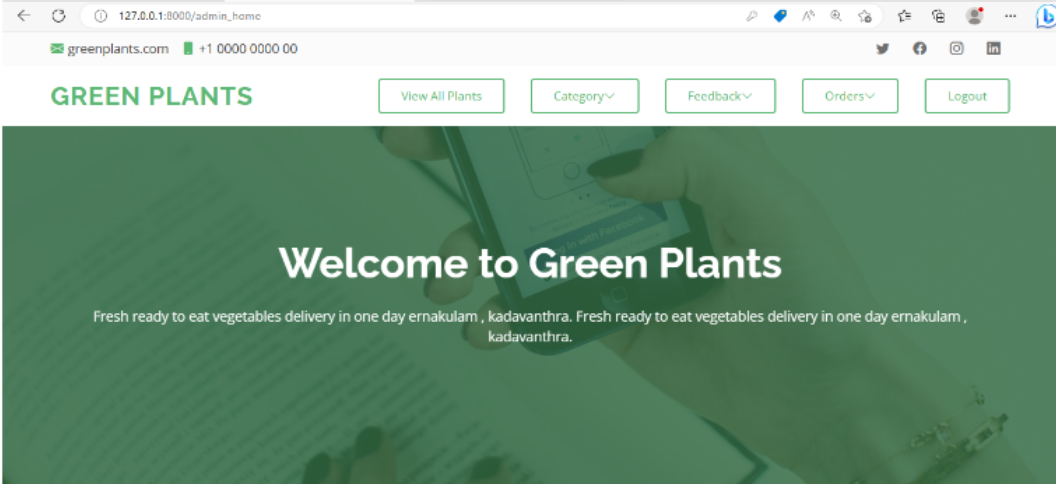 127.0.0.1:8000/admin_home
greenplants.com +1 0000 0000 00
GREEN PLANTS View All Plants Category Feedback Orders Logout
Welcome to Green Plants
Fresh ready to eat vegetables delivery in one day ernakulam , kadavanthra. Fresh ready to eat vegetables delivery in one day ernakulam ,
kadavanthra.